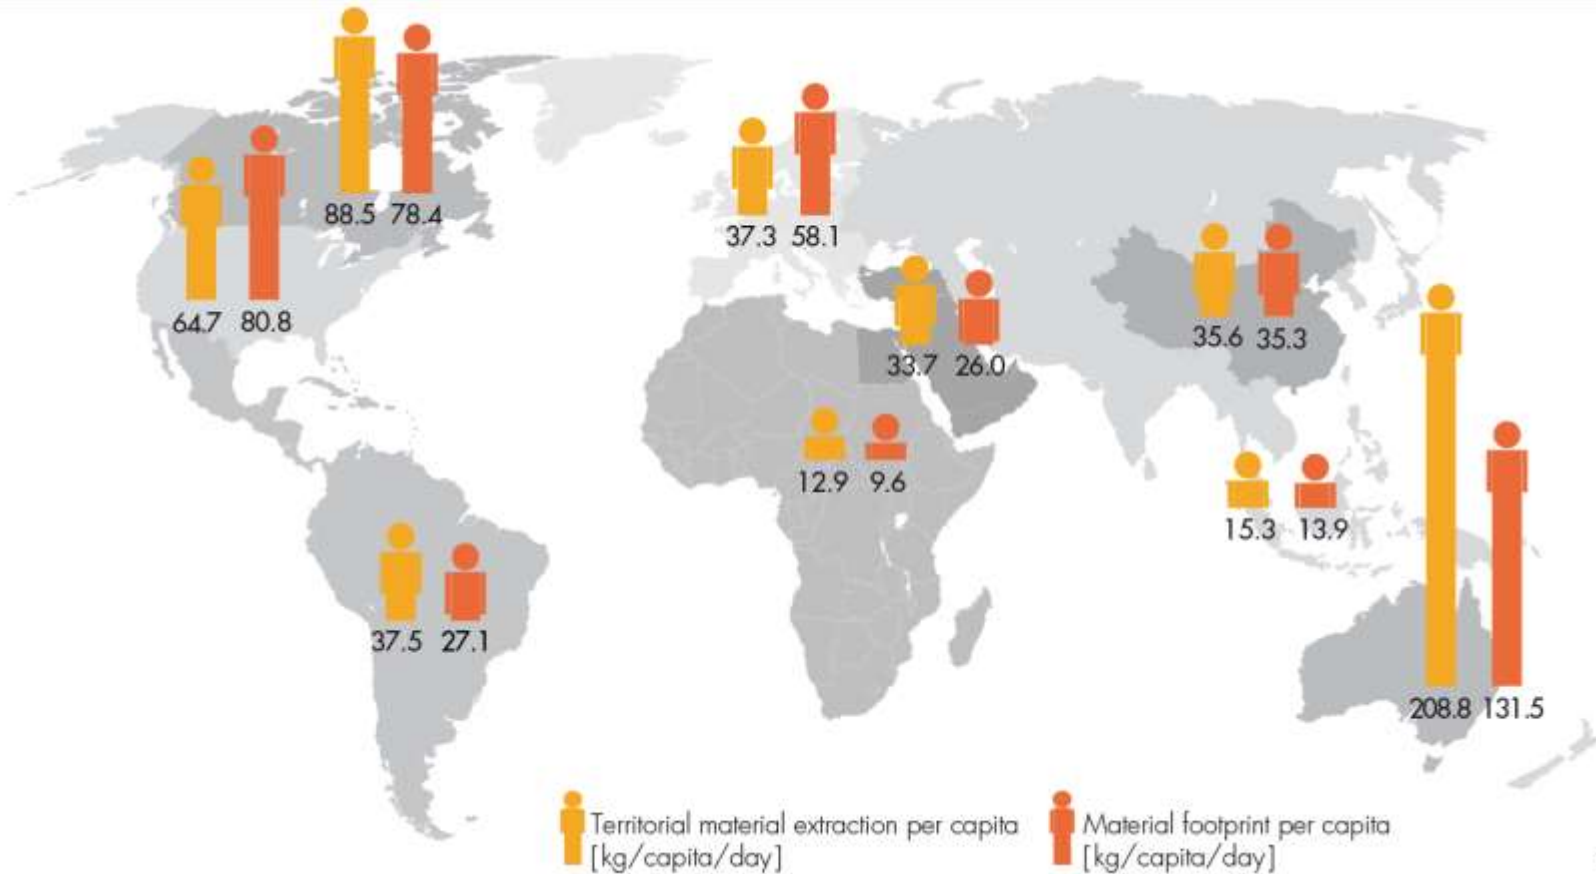 88.5 78.4
37.3 58.1
64.7 80.8
35.6 35.3
33.7 26.0
12.9 9.6
15.3 13.9
37.5 27.1
208.8 131.5
Territorial material extraction per capita
[kg/capita/day]
Material footprint per capita
[kg/capita/day]